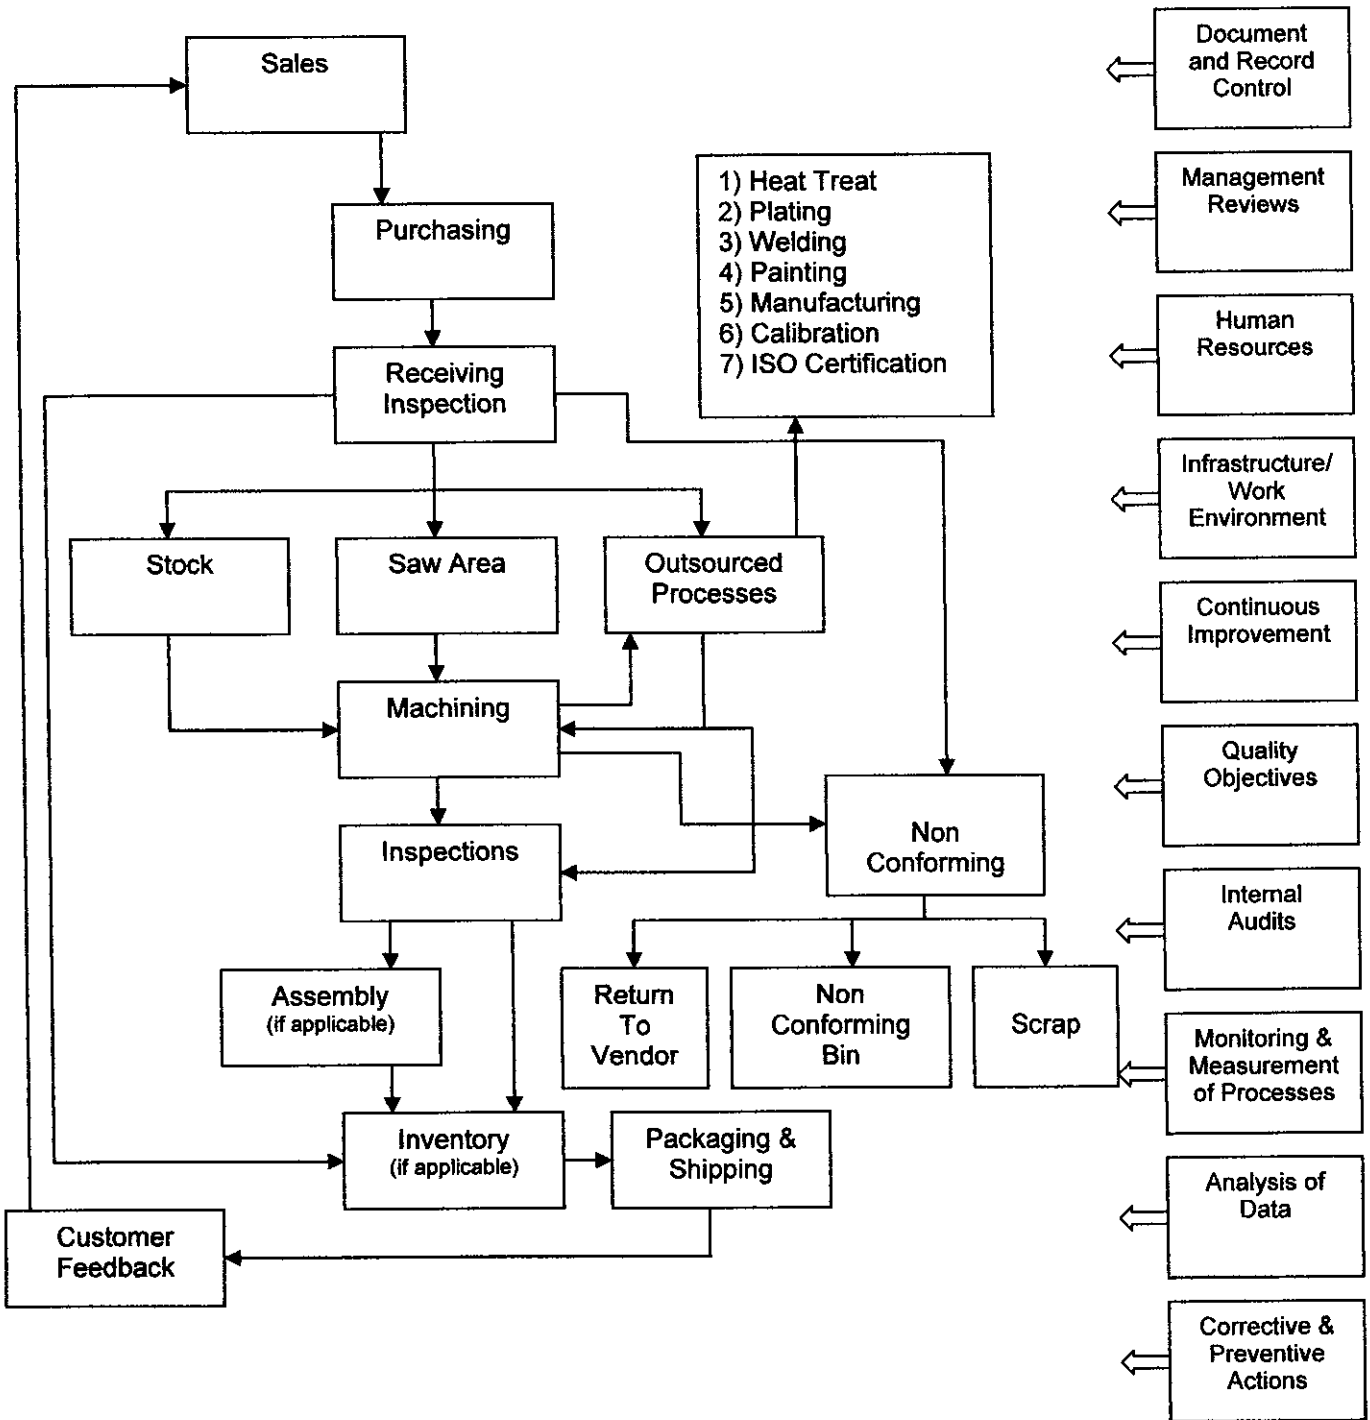 Sales
Purchasing
Receiving
Inspection
1) Heat Treat
2) Plating
3) Welding
4) Painting
5) Manufacturing
6) Calibration
7) ISO Certification
Stock
Saw Area
Outsourced
Processes
Machining
Inspections
Non
Conforming
Assembly
(if applicable)
Return
To
Vendor
Non
Conforming
Bin
Scrap
Inventory
(if applicable)
Packaging &
Shipping
Customer
Feedback
Document
and Record
Control
Management
Reviews
Human
Resources
Infrastructure/
Work
Environment
Continuous
Improvement
Quality
Objectives
Internal
Audits
Monitoring &
Measurement
of Processes
Analysis of
Data
Corrective &
Preventive
Actions